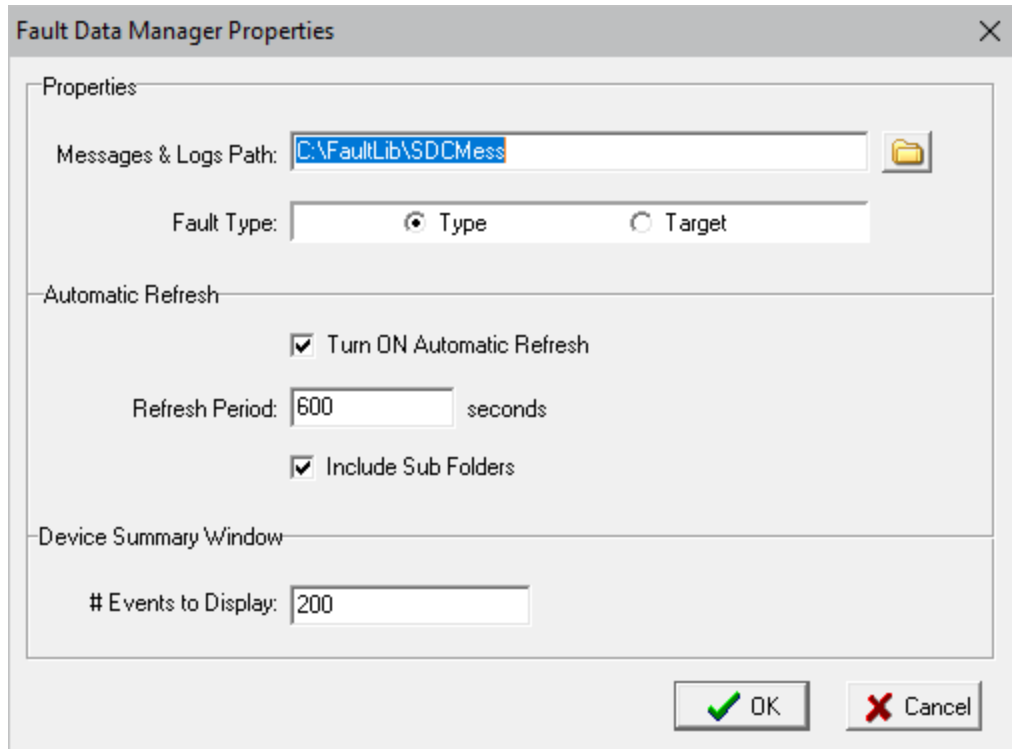 Fault Data Manager Properties
Properties
Messages & Logs Path: C:\FaultLib\SDCMess
Fault Type: Type Target
Automatic Refresh
Turn ON Automatic Refresh
Refresh Period: 600 seconds
Include Sub Folders
Device Summary Window
# Events to Display: 200
OK Cancel